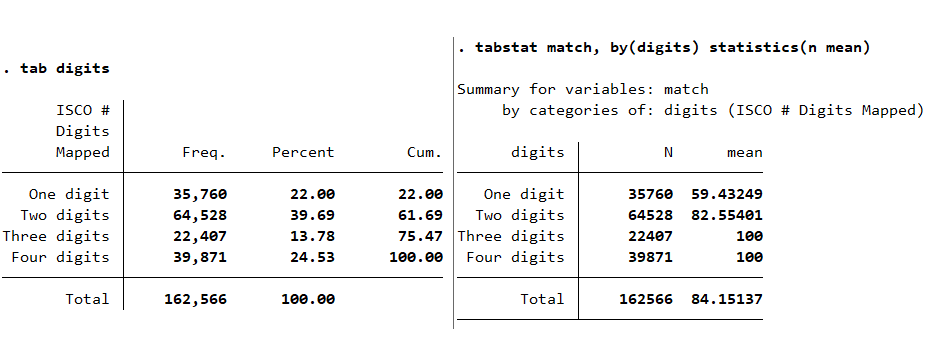 . tab digits
ISCO #
Digits
Mapped Freq. Percent Cum.
One digit 35,760 22.00 22.00
Two digits 64,528 39.69 61.69
Three digits 22,407 13.78 75.47
Four digits 39,871 24.53 100.00
Total 162,566 100.00
. tabstat match, by(digits) statistics(n mean)
Summary for variables: match
by categories of: digits (ISCO # Digits Mapped)
digits N mean
One digit 35760 59.43249
Two digits 64528 82.55401
Three digits 22407 100
Four digits 39871 100
Total 162566 84.15137